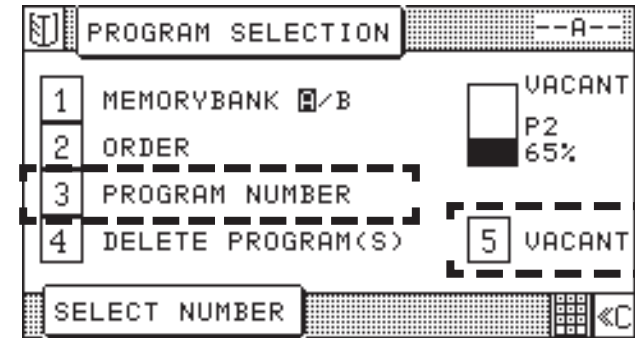 PROGRAM SELECTION --A--
1 MEMORYBANK A/B
VACANT
2 ORDER
P2
65%
3 PROGRAM NUMBER
4 DELETE PROGRAM(S)
5 VACANT
SELECT NUMBER
«C